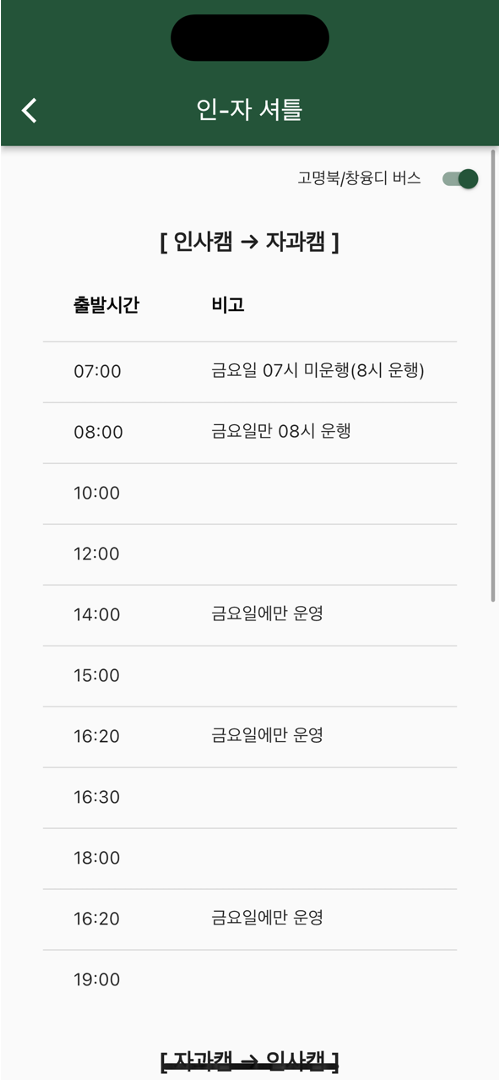 인-자 셔틀
고명북/창융디 버스
[ 인사캠 → 자과캠 ]
출발시간 비고
07:00 금요일 07시 미운행(8시 운행)
08:00 금요일만 08시 운행
10:00
12:00
14:00 금요일에만 운영
15:00
16:20 금요일에만 운영
16:30
18:00
16:20 금요일에만 운영
19:00
[ 자과캠 → 인사캠 ]